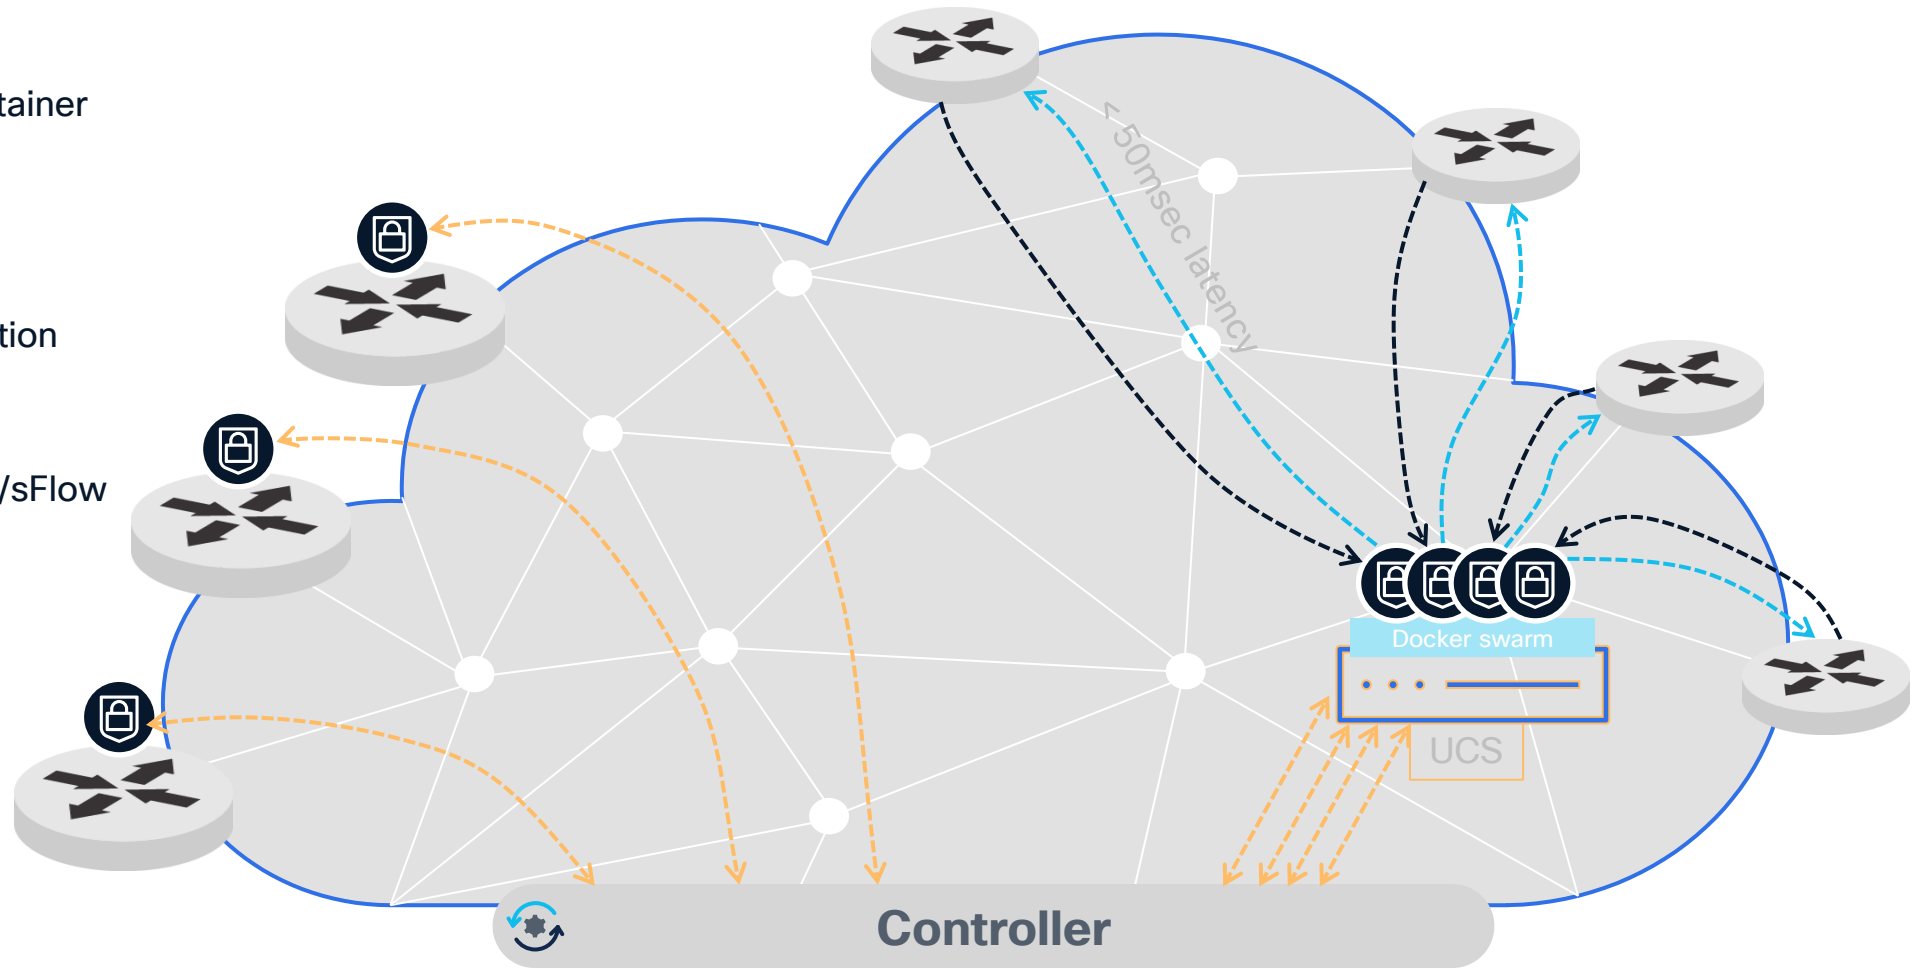 tainer
tion
/sFlow
< 50msec latency
Docker swarm
UCS
Controller